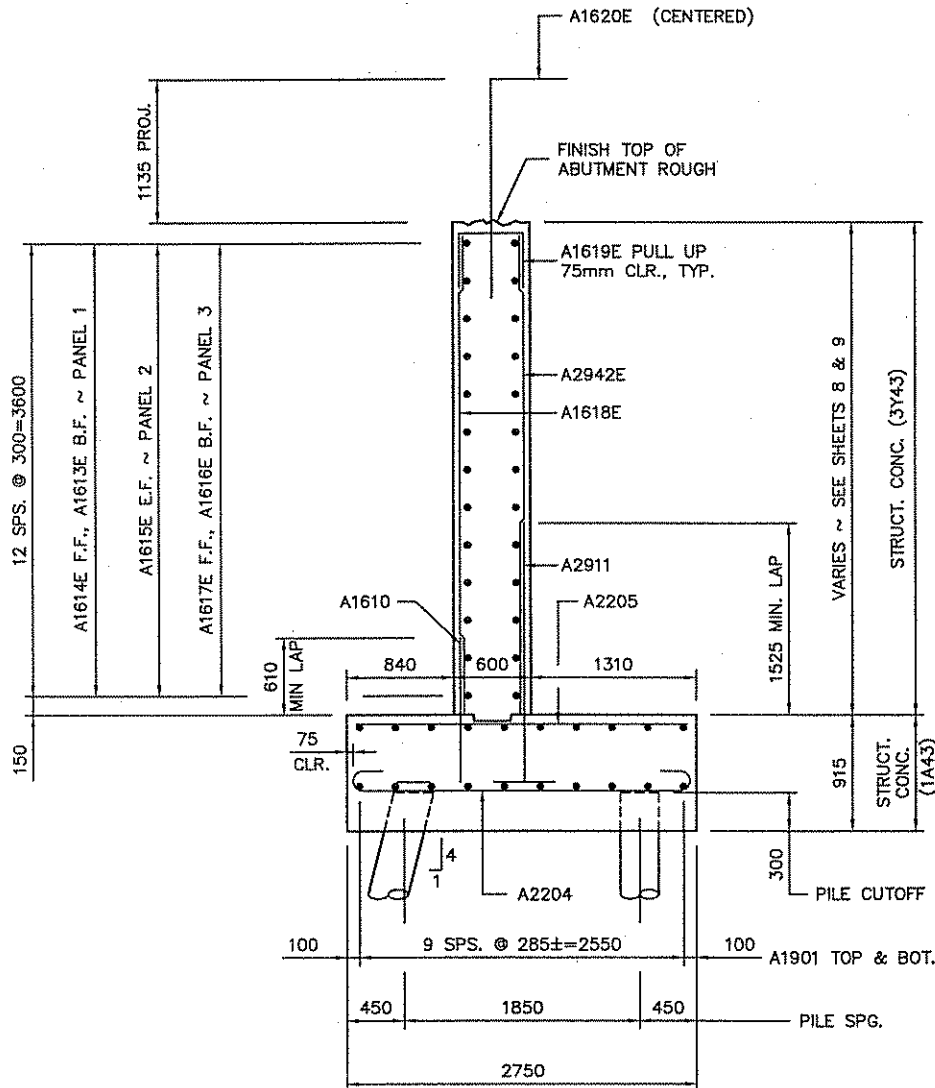 A1620E (CENTERED)
1135 PROJ.
FINISH TOP OF
ABUTMENT ROUGH
A1619E PULL UP
75mm CLR., TYP.
12 SPS. @ 300=3600
A1614E F.F., A1613E B.F. ~ PANEL 1
A1615E E.F. ~ PANEL 2
A1617E F.F., A1616E B.F. ~ PANEL 3
A2942E
A1618E
VARIES ~ SEE SHEETS 8 & 9
STRUCT. CONC. (3Y43)
A2911
A1610
A2205
1525 MIN. LAP
610
MIN LAP
840
600
1310
150
75
CLR.
915
STRUCT.
CONC.
(1A43)
4
1
300
A2204
PILE CUTOFF
100
9 SPS. @ 285±=2550
100
A1901 TOP & BOT.
450
1850
450
PILE SPG.
2750